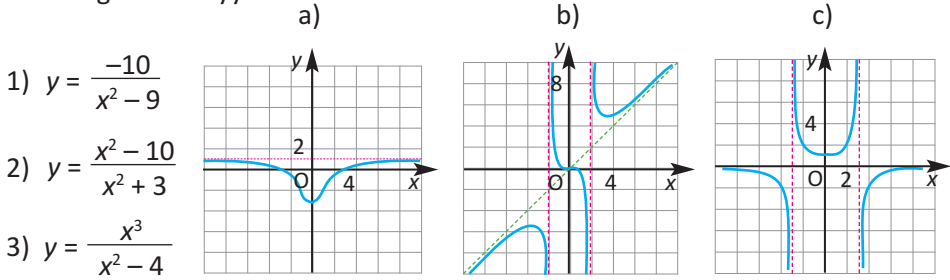 a) b) c)
1) y = −10 / x² − 9
2) y = x² − 10 / x² + 3
3) y = x³ / x² − 4
y 2 O 4 x
y 8 O 4 x
y 4 O 2 x